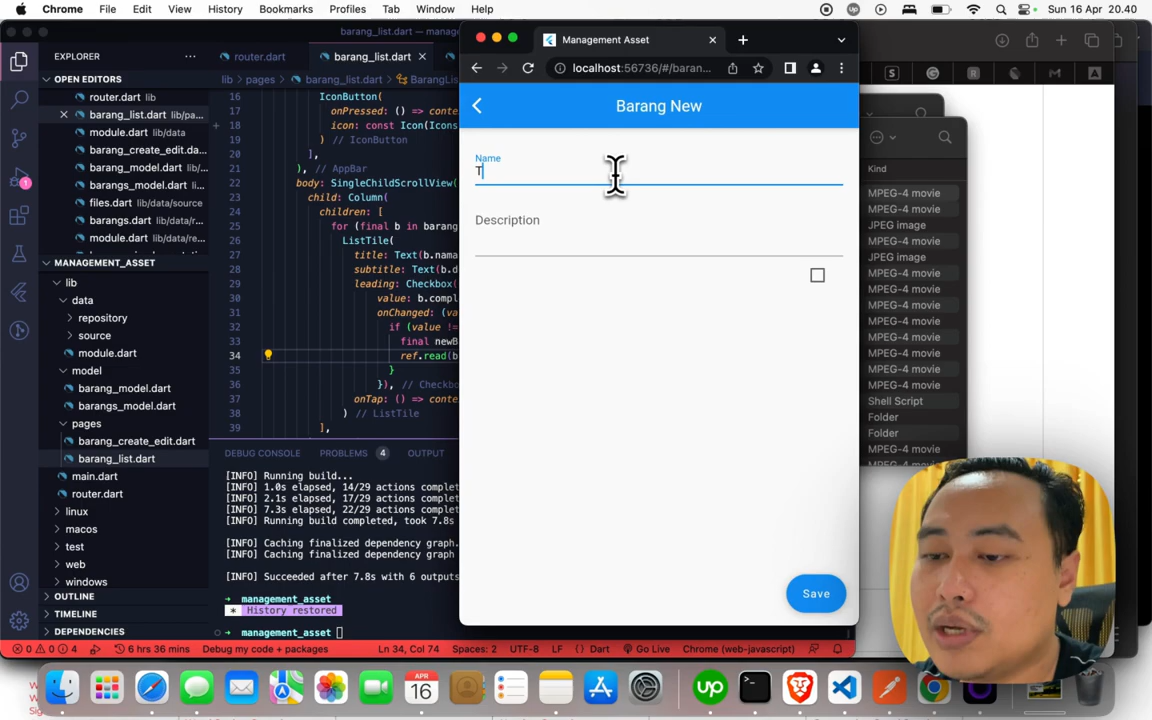 Chrome File Edit View History Bookmarks Profiles Tab Window Help
Sun 16 Apr 20.40
EXPLORER
OPEN EDITORS
router.dart lib
barang_list.dart lib/pa...
module.dart lib/data
barang_create_edit.da...
barang_model.dart lib/...
barangs_model.dart lib/...
files.dart lib/data/source
barangs.dart lib/data/r...
module.dart lib/data/re...
MANAGEMENT_ASSET
lib
data
repository
source
module.dart
model
barang_model.dart
barangs_model.dart
pages
barang_create_edit.dart
barang_list.dart
main.dart
router.dart
linux
macos
test
web
windows
OUTLINE
TIMELINE
DEPENDENCIES
barang_list.dart — mana
router.dart
barang_list.dart
lib > pages > barang_list.dart > BarangLis
16 IconButton(
17 onPressed: () => conte
18 icon: const Icon(Icons
19 ) // IconButton
20 ],
21 ), // AppBar
22 body: SingleChildScrollView(
23 child: Column(
24 children: [
25 for (final b in barang
26 ListTile(
27 title: Text(b.nama
28 subtitle: Text(b.d
29 leading: Checkbox(
30 value: b.compl
31 onChanged: (va
32 if (value !=
33 final newB
34 ref.read(b
35 }
36 }), // Checkb
37 onTap: () => conte
38 ) // ListTile
39 ],
DEBUG CONSOLE PROBLEMS 4 OUTPUT
[INFO] Running build...
[INFO] 1.0s elapsed, 14/29 actions complet
[INFO] 2.1s elapsed, 17/29 actions complet
[INFO] 7.3s elapsed, 22/29 actions complet
[INFO] Running build completed, took 7.8s
[INFO] Caching finalized dependency graph.
[INFO] Caching finalized dependency graph
[INFO] Succeeded after 7.8s with 6 outputs
→ management_asset
* History restored
→ management_asset
0 0 4 6 hrs 36 mins Debug my code + packages
Ln 34, Col 74 Spaces: 2 UTF-8 LF {} Dart Go Live Chrome (web-javascript)
Management Asset
localhost:56736/#/baran...
Barang New
Name
T
Description
Save
Kind
MPEG-4 movie
MPEG-4 movie
JPEG image
MPEG-4 movie
JPEG image
MPEG-4 movie
MPEG-4 movie
MPEG-4 movie
MPEG-4 movie
MPEG-4 movie
MPEG-4 movie
MPEG-4 movie
MPEG-4 movie
Shell Script
Folder
Folder
MPEG-4 movie
APR
16